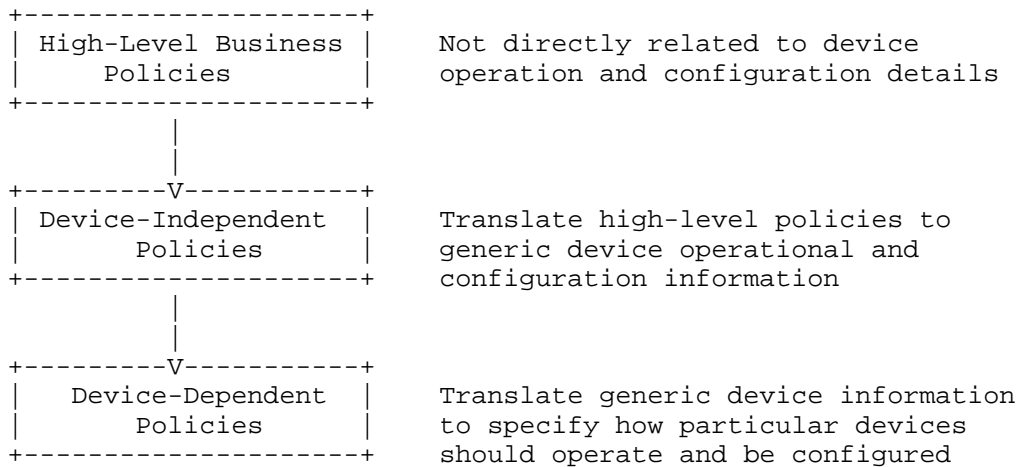 +---------------------+
| High-Level Business |    Not directly related to device
|      Policies       |    operation and configuration details
+---------------------+
          |
          |
+---------V-----------+
| Device-Independent  |    Translate high-level policies to
|       Policies      |    generic device operational and
+---------------------+    configuration information
          |
          |
+---------V-----------+
|   Device-Dependent  |    Translate generic device information
|       Policies      |    to specify how particular devices
+---------------------+    should operate and be configured